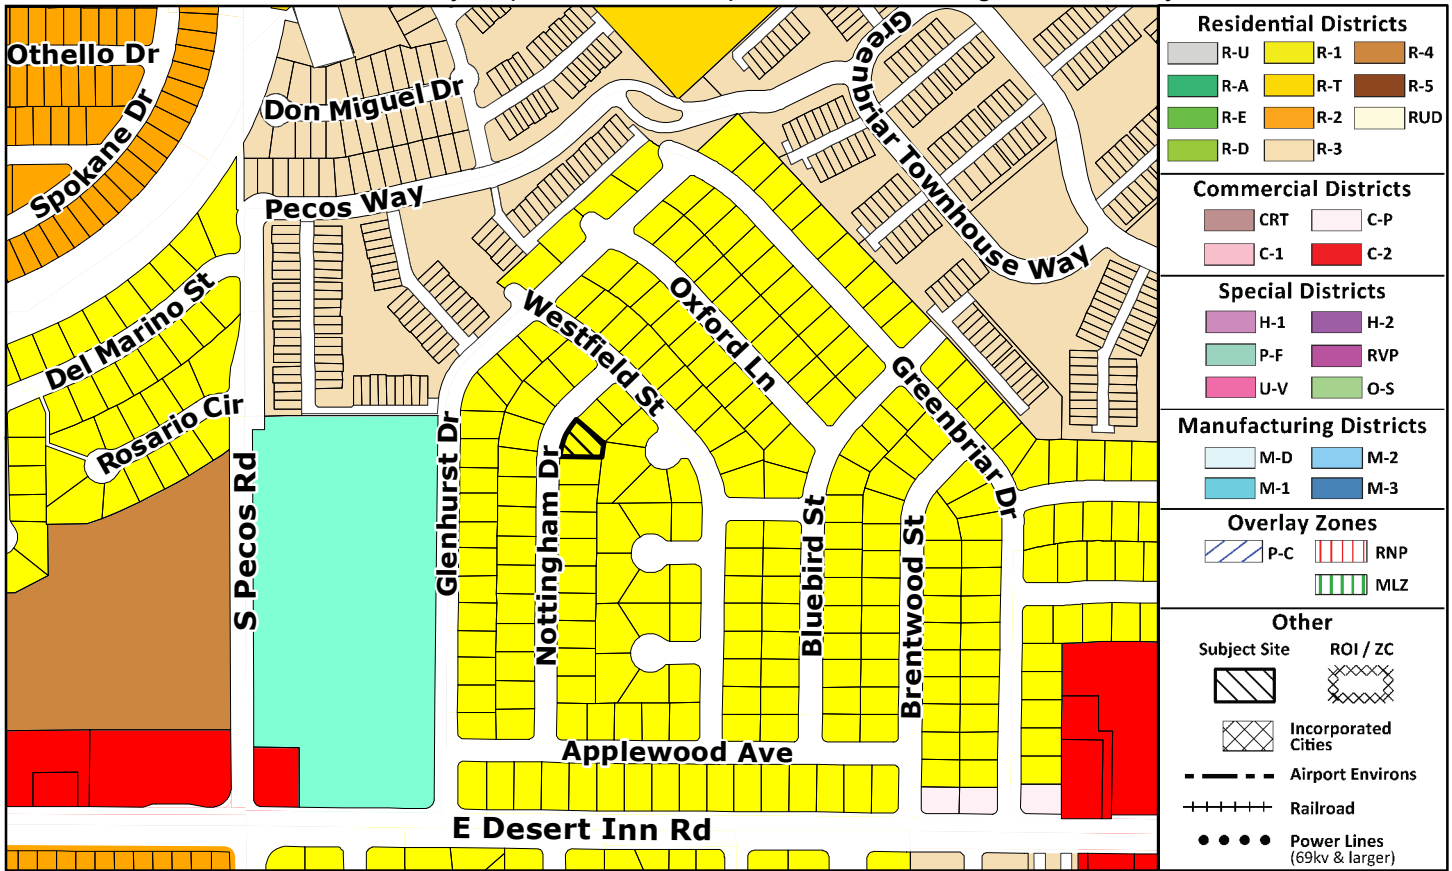 Othello Dr
Spokane Dr
Don Miguel Dr
Pecos Way
Greenbriar Townhouse Way
Del Marino St
Rosario Cir
Westfield St
Oxford Ln
Greenbriar Dr
S Pecos Rd
Glenhurst Dr
Nottingham Dr
Bluebird St
Brentwood St
Applewood Ave
E Desert Inn Rd
Residential Districts
R-U R-1 R-4
R-A R-T R-5
R-E R-2 RUD
R-D R-3
Commercial Districts
CRT C-P
C-1 C-2
Special Districts
H-1 H-2
P-F RVP
U-V O-S
Manufacturing Districts
M-D M-2
M-1 M-3
Overlay Zones
P-C RNP
MLZ
Other
Subject Site ROI / ZC
Incorporated
Cities
Airport Environs
Railroad
Power Lines
(69kv & larger)